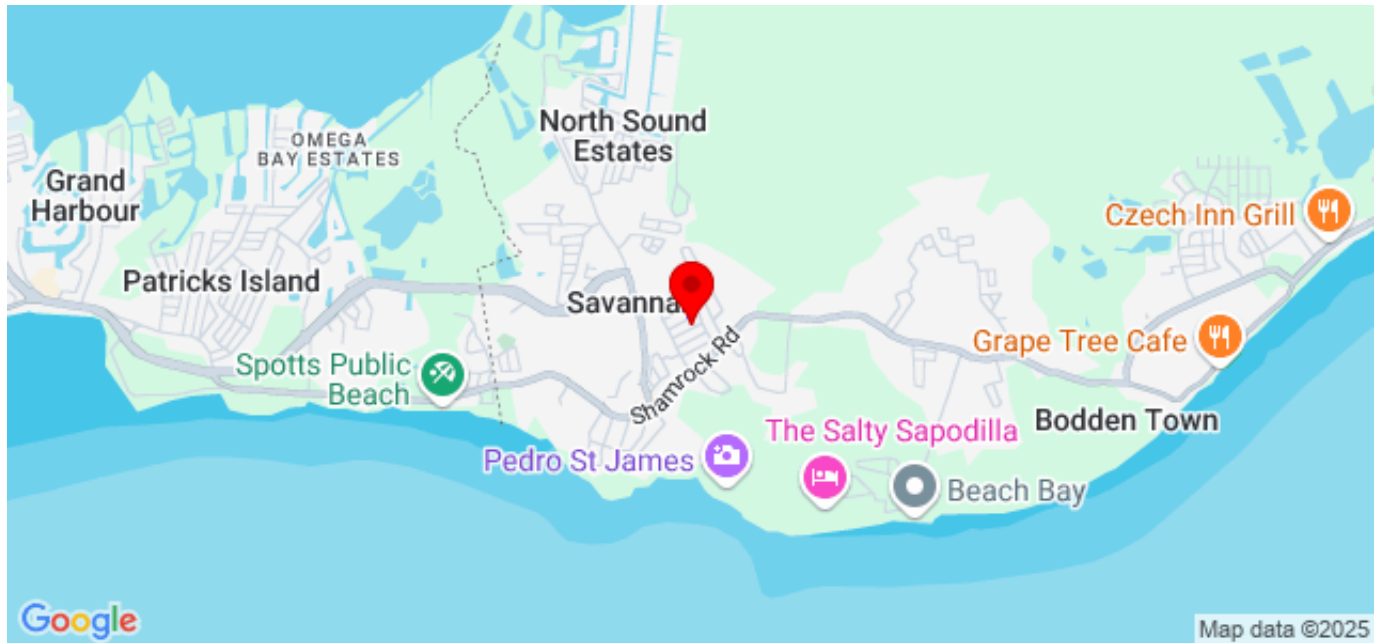 North Sound
Estates
OMEGA
BAY ESTATES
Grand
Harbour
Czech Inn Grill
Patricks Island
Savanna
Grape Tree Cafe
Spotts Public
Beach
Shamrock Rd
Bodden Town
The Salty Sapodilla
Pedro St James
Beach Bay
Google
Map data ©2025